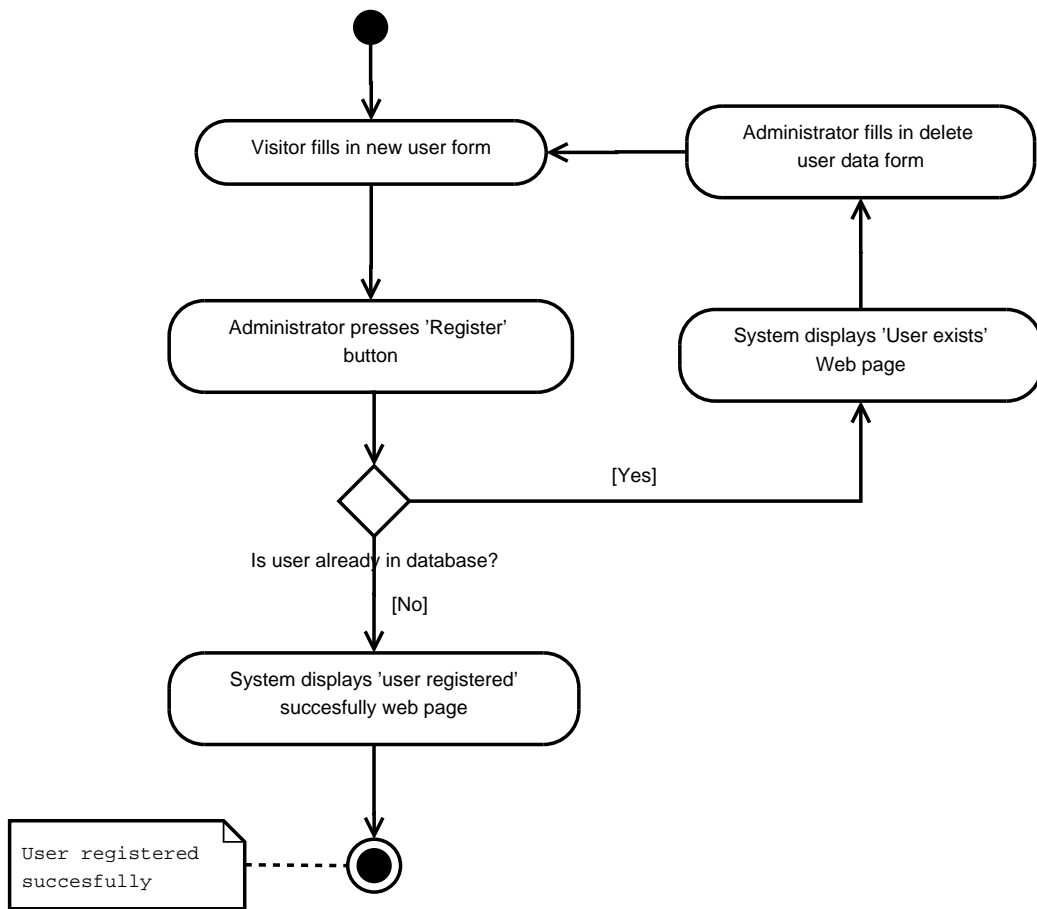 Visitor fills in new user form
Administrator fills in delete
user data form
Administrator presses ’Register’
button
System displays ’User exists’
Web page
[Yes]
Is user already in database?
[No]
System displays ’user registered’
succesfully web page
User registered
succesfully